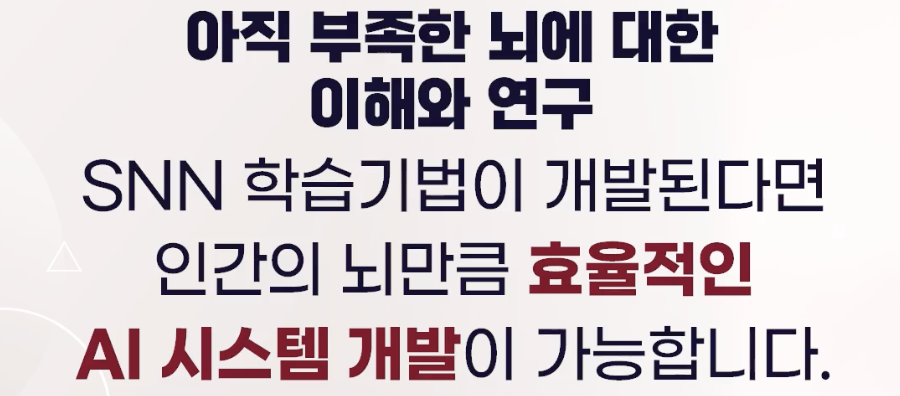 아직 부족한 뇌에 대한
이해와 연구
SNN 학습기법이 개발된다면
인간의 뇌만큼 효율적인
AI 시스템 개발이 가능합니다.